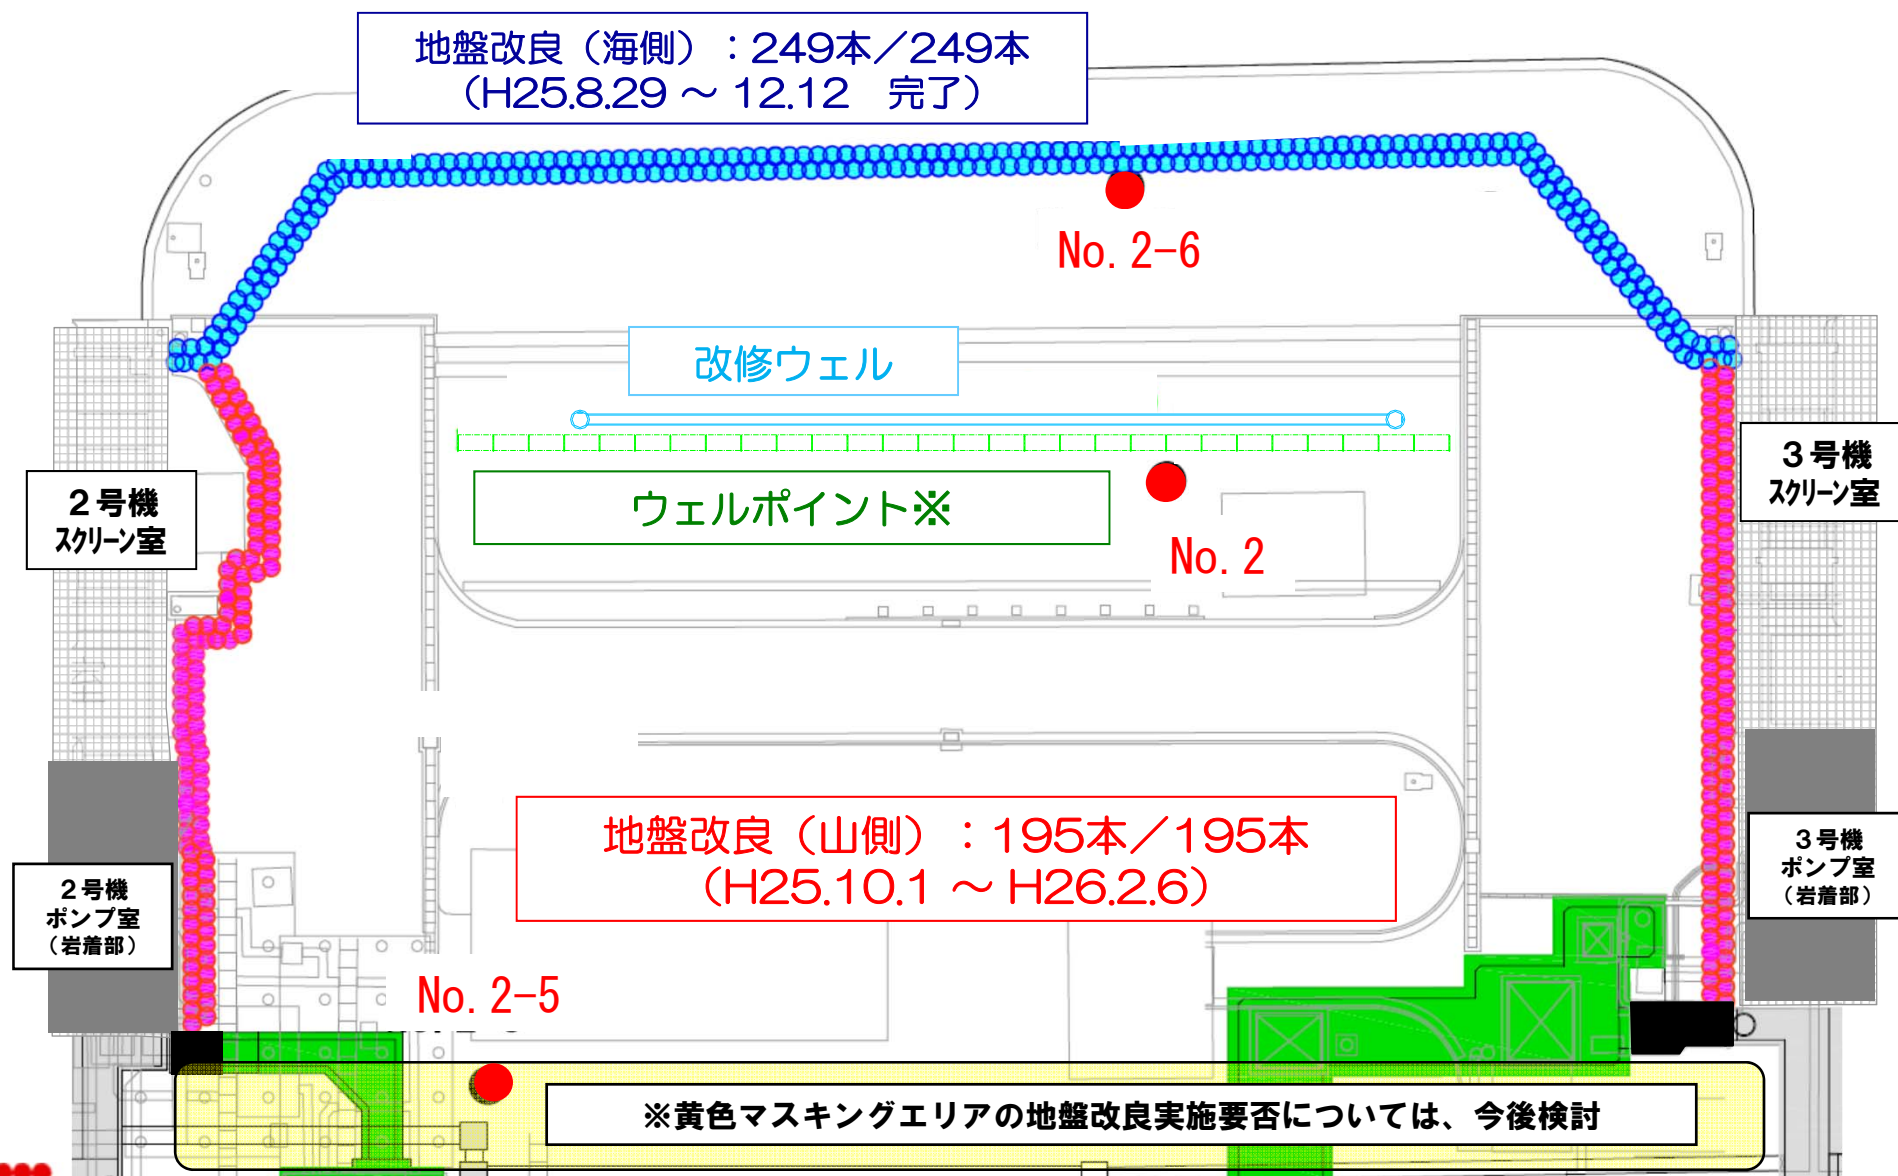 地盤改良（海側）：249本／249本
（H25.8.29 ～ 12.12　完了）
No. 2-6
改修ウェル
2号機
スクリーン室
3号機
スクリーン室
ウェルポイント※
No. 2
地盤改良（山側）：195本／195本
（H25.10.1 ～ H26.2.6）
2号機
ポンプ室
（岩着部）
3号機
ポンプ室
（岩着部）
No. 2-5
※黄色マスキングエリアの地盤改良実施要否については、今後検討